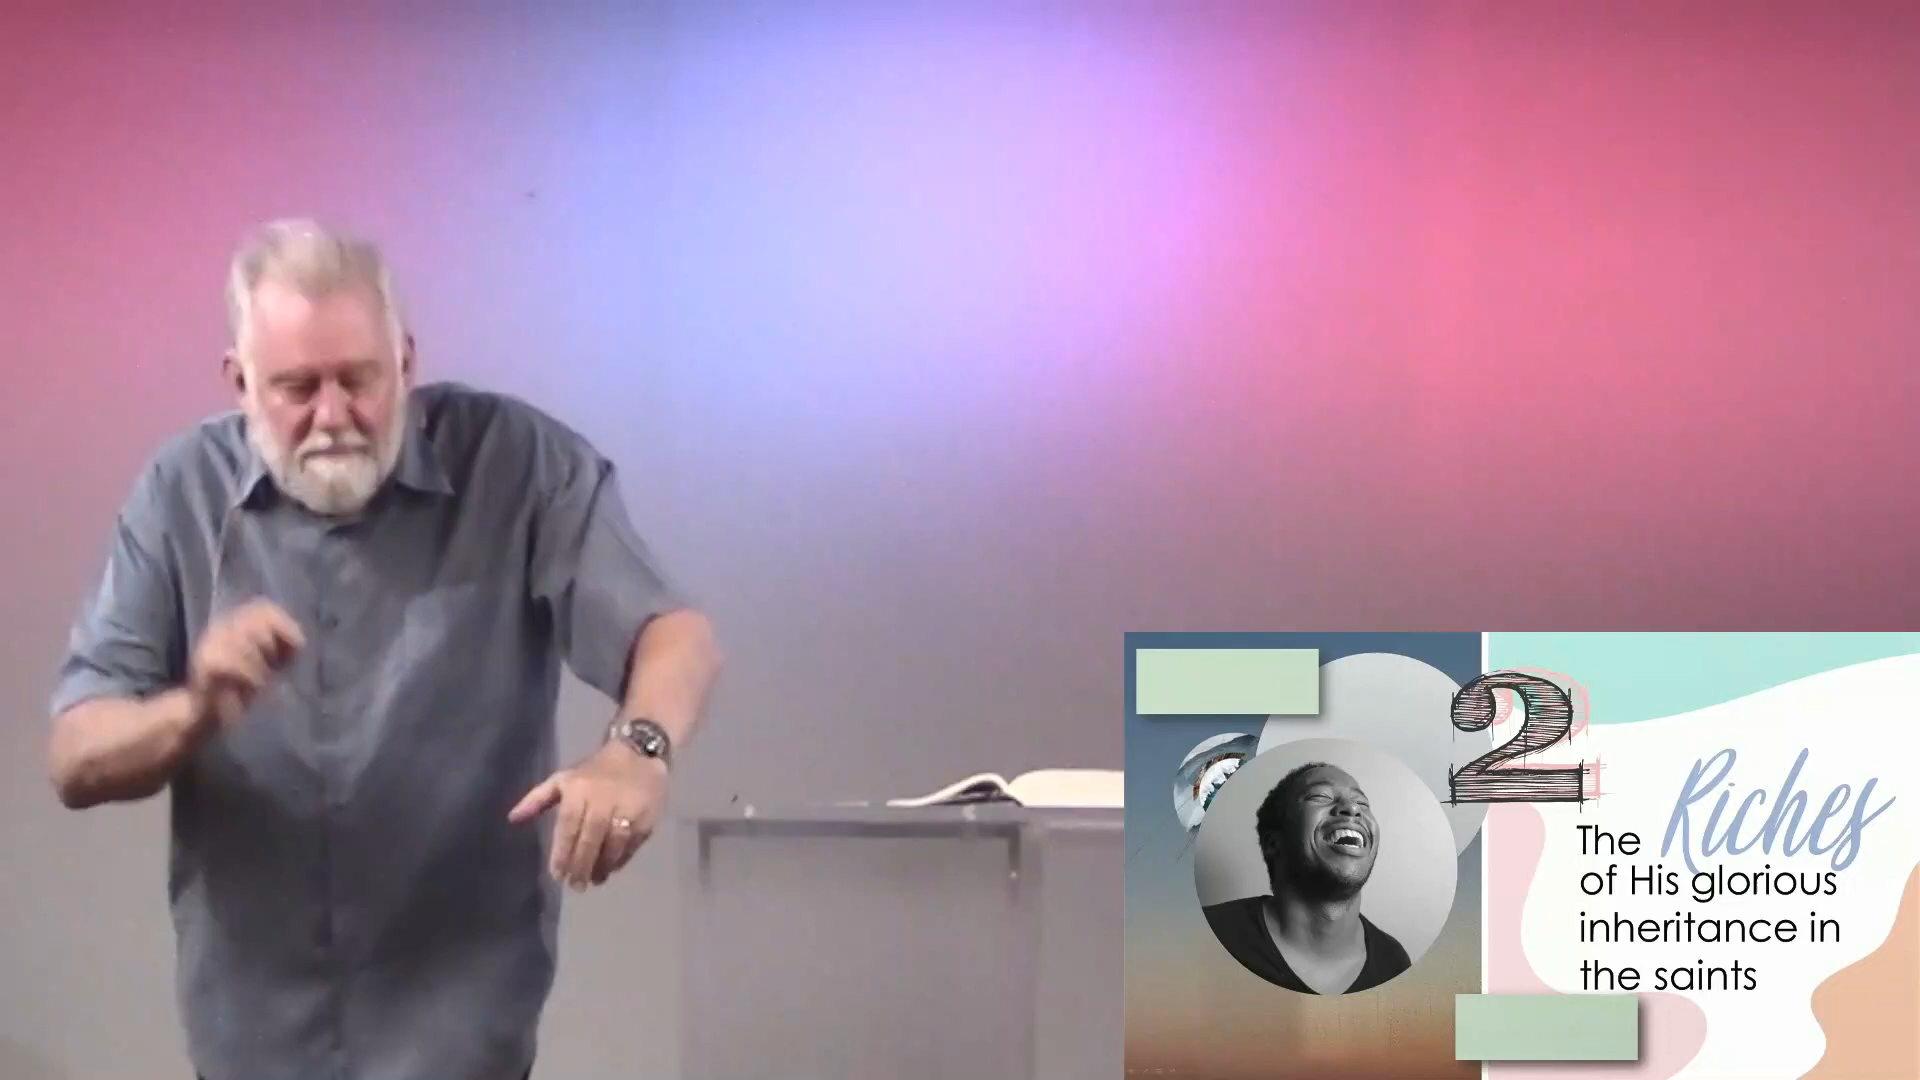 2
The Riches
of His glorious
inheritance in
the saints